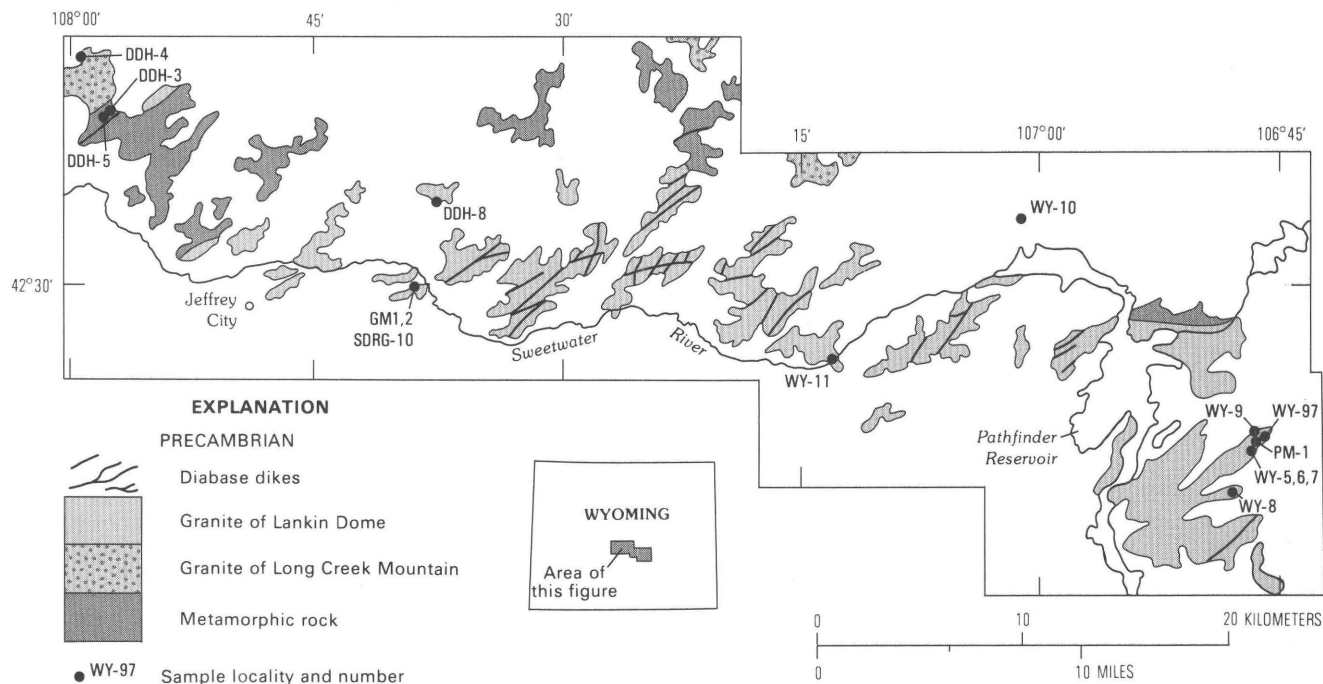 108°00'
45'
30'
15'
107°00'
106°45'
42°30'
DDH-4
DDH-3
DDH-5
DDH-8
WY-10
Jeffrey
City
GM1,2
SDRG-10
Sweetwater
River
WY-11
Pathfinder
Reservoir
WY-9
WY-97
PM-1
WY-5,6,7
WY-8
EXPLANATION
PRECAMBRIAN
Diabase dikes
Granite of Lankin Dome
Granite of Long Creek Mountain
Metamorphic rock
WY-97 Sample locality and number
WYOMING
Area of
this figure
0 10 20 KILOMETERS
0 10 MILES